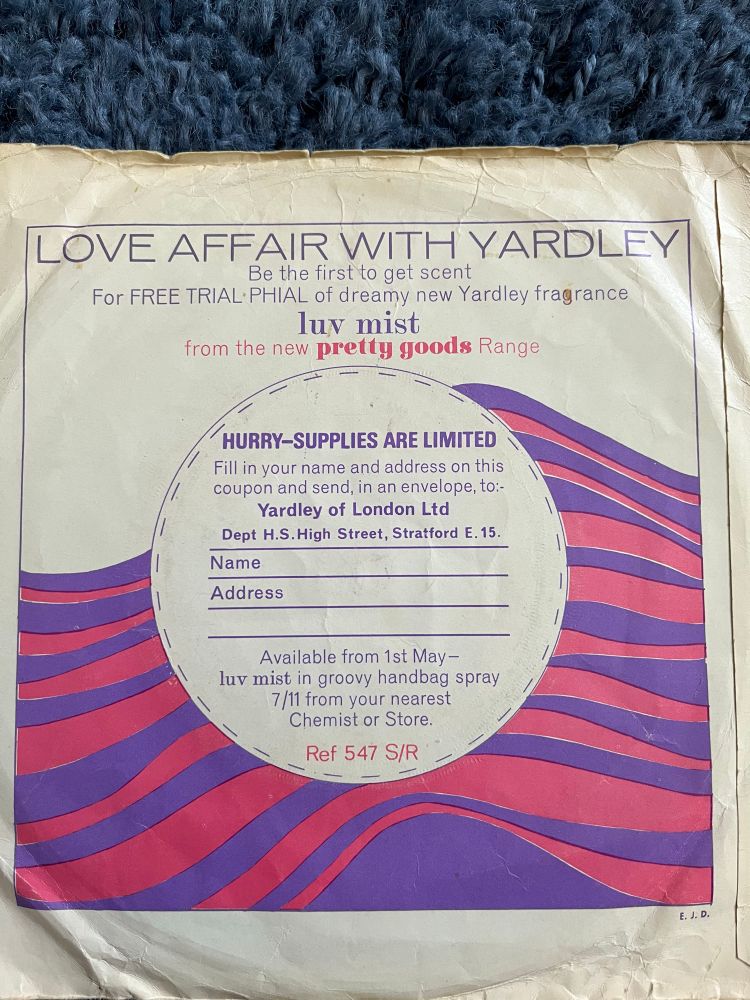 LOVE AFFAIR WITH YARDLEY
Be the first to get scent
For FREE TRIAL PHIAL of dreamy new Yardley fragrance
luv mist
from the new pretty goods Range
HURRY–SUPPLIES ARE LIMITED
Fill in your name and address on this
coupon and send, in an envelope, to:-
Yardley of London Ltd
Dept H.S. High Street, Stratford E.15.
Name
Address
Available from 1st May–
luv mist in groovy handbag spray
7/11 from your nearest
Chemist or Store.
Ref 547 S/R
E. J. D.